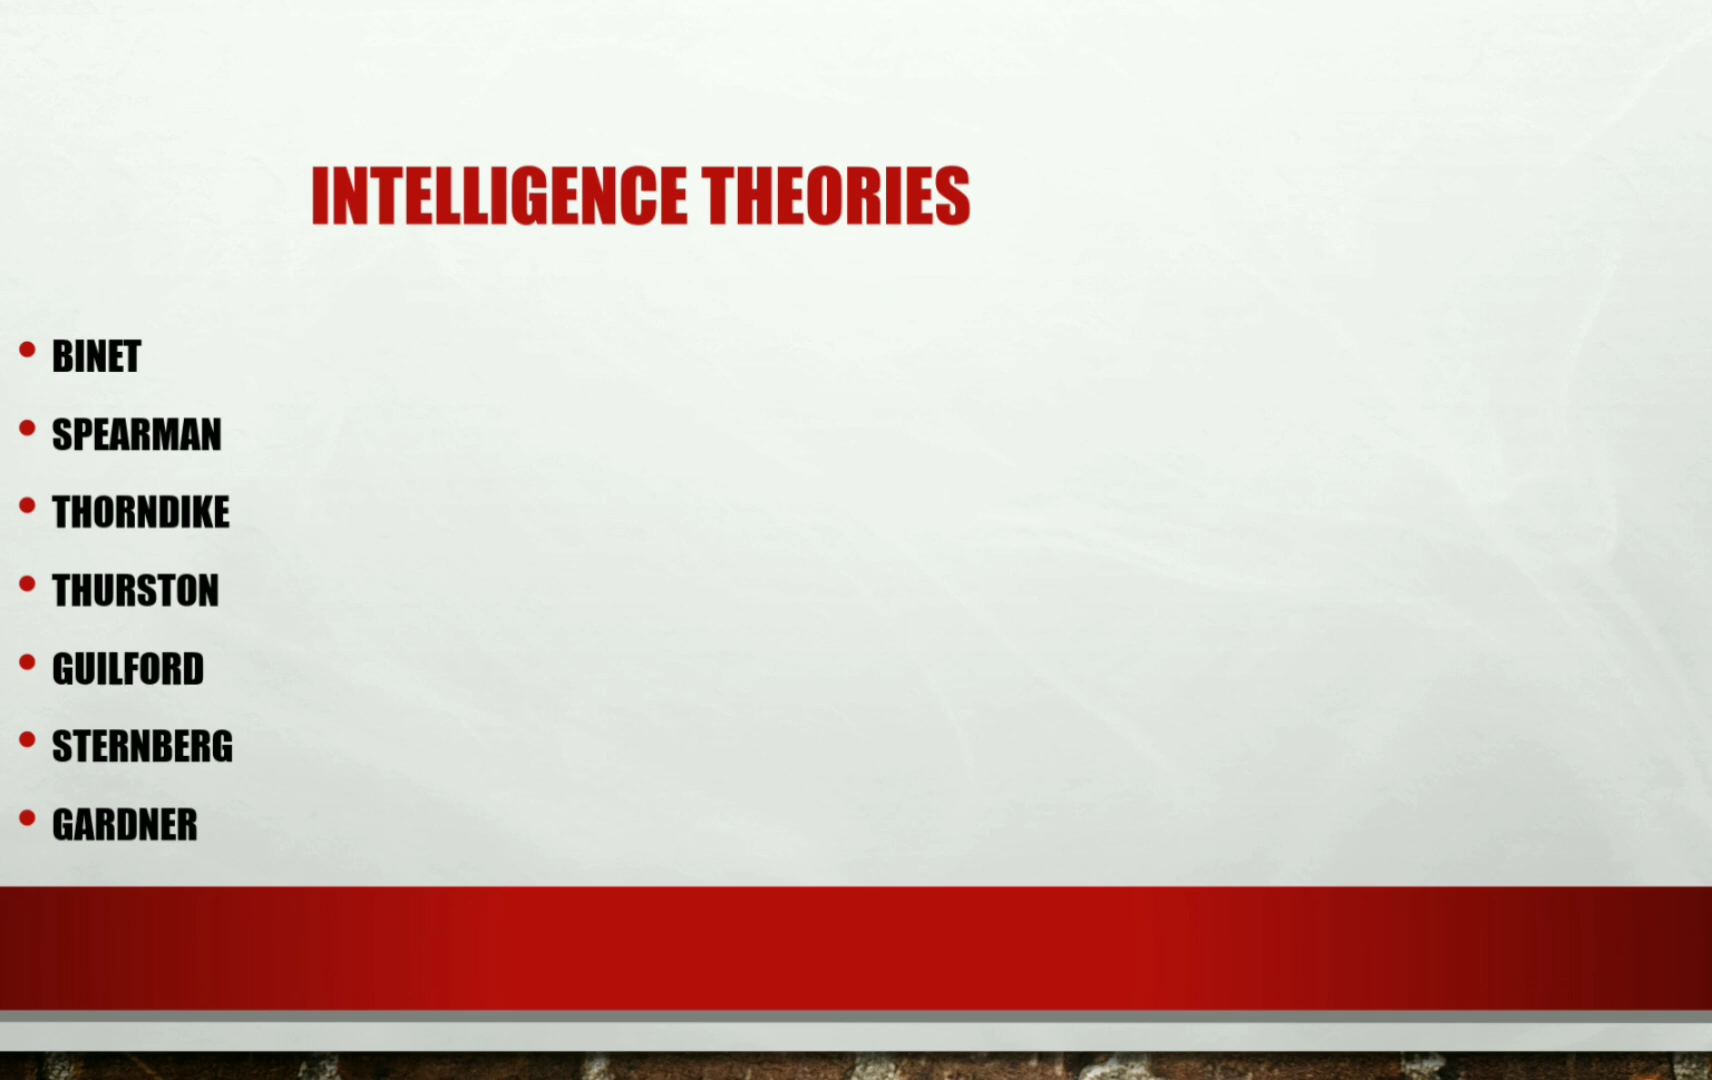 INTELLIGENCE THEORIES
• BINET
• SPEARMAN
• THORNDIKE
• THURSTON
• GUILFORD
• STERNBERG
• GARDNER